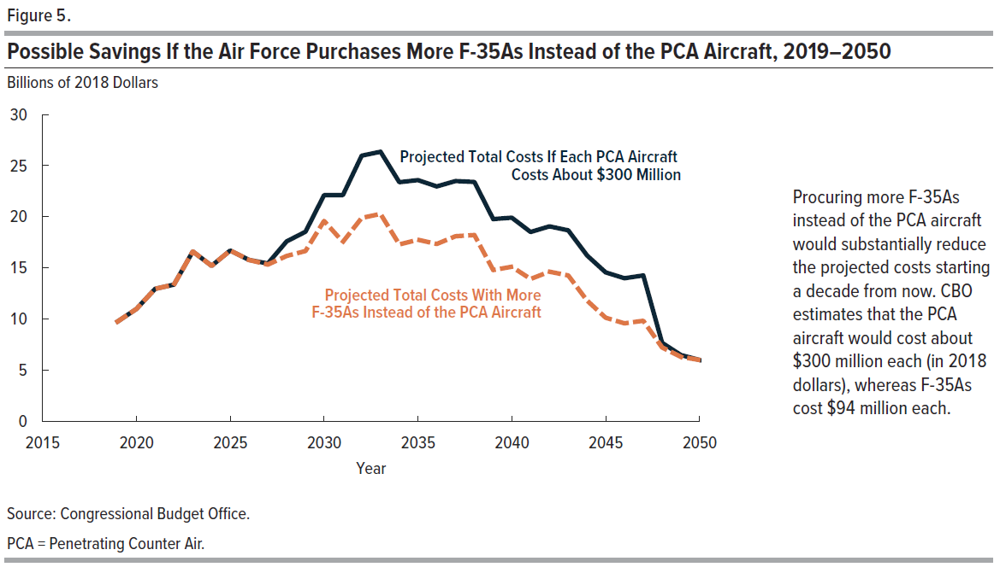 Figure 5.
Possible Savings If the Air Force Purchases More F-35As Instead of the PCA Aircraft, 2019–2050
Billions of 2018 Dollars
30
25
20
15
10
5
0
2015 2020 2025 2030 2035 2040 2045 2050
Year
Projected Total Costs If Each PCA Aircraft
Costs About $300 Million
Projected Total Costs With More
F-35As Instead of the PCA Aircraft
Procuring more F-35As
instead of the PCA aircraft
would substantially reduce
the projected costs starting
a decade from now. CBO
estimates that the PCA
aircraft would cost about
$300 million each (in 2018
dollars), whereas F-35As
cost $94 million each.
Source: Congressional Budget Office.
PCA = Penetrating Counter Air.